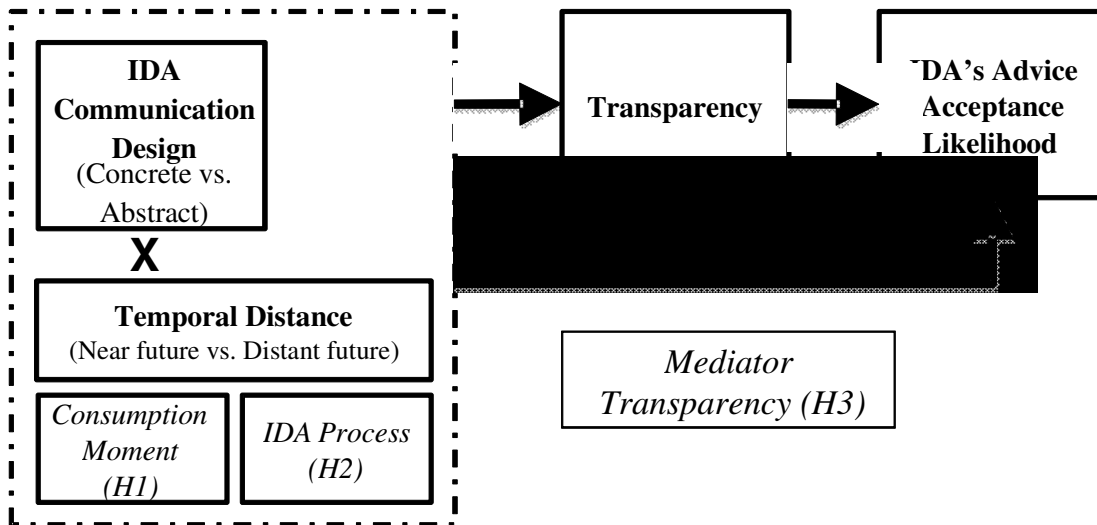 IDA
Communication
Design
(Concrete vs.
Abstract)
X
Temporal Distance
(Near future vs. Distant future)
Consumption
Moment
(H1)
IDA Process
(H2)
Transparency
IDA's Advice
Acceptance
Likelihood
Mediator
Transparency (H3)